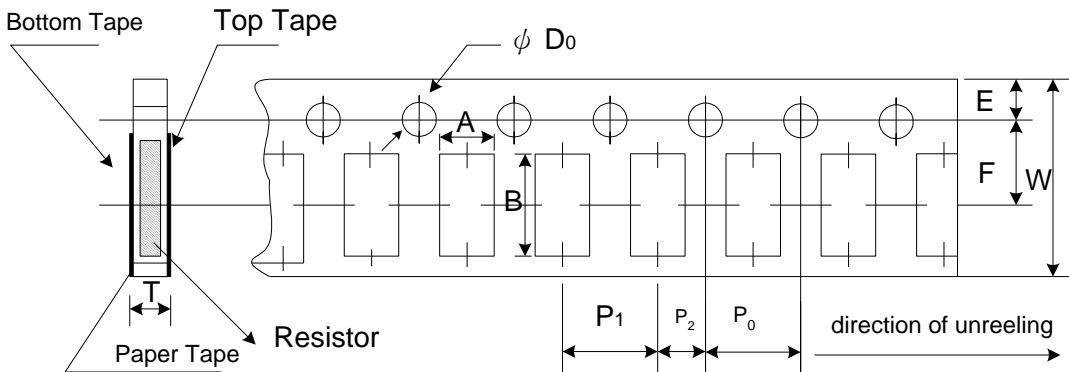 Bottom Tape
Top Tape
ψ D0
E
A
F
W
B
T
P1
P2
P0
direction of unreeling
Resistor
Paper Tape